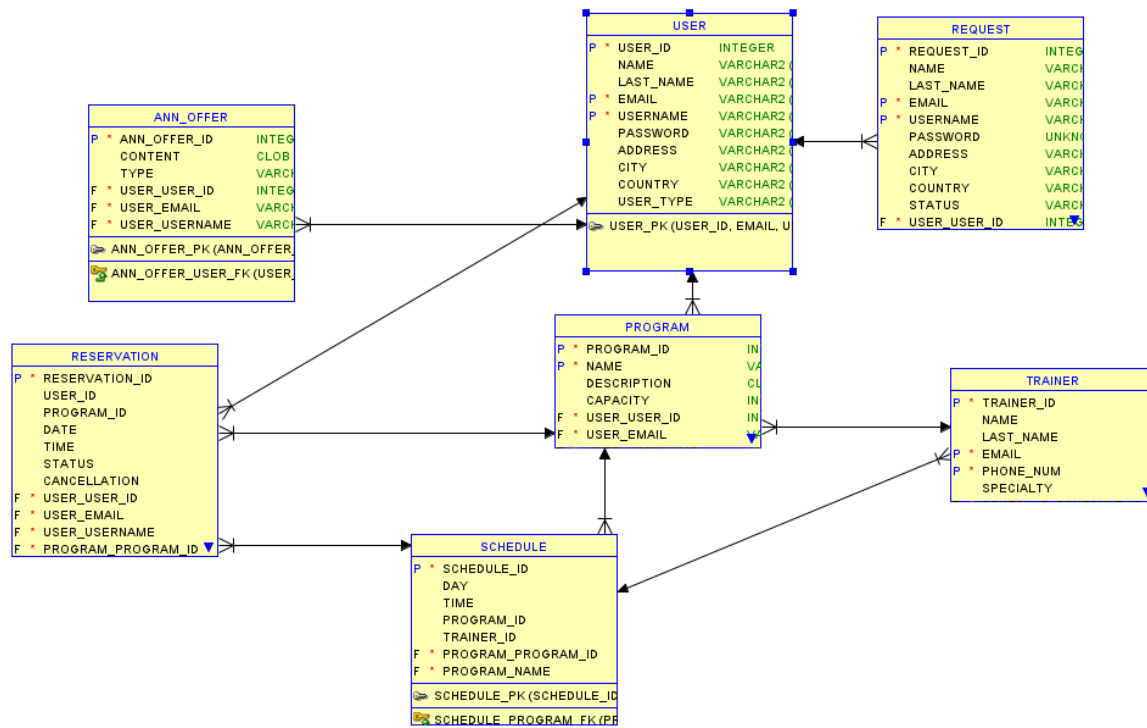 USER
P * USER_ID INTEGER
NAME VARCHAR2 (
LAST_NAME VARCHAR2 (
P * EMAIL VARCHAR2 (
P * USERNAME VARCHAR2 (
PASSWORD VARCHAR2 (
ADDRESS VARCHAR2 (
CITY VARCHAR2 (
COUNTRY VARCHAR2 (
USER_TYPE VARCHAR2 (
USER_PK (USER_ID, EMAIL, U
REQUEST
P * REQUEST_ID INTEG
NAME VARCH
LAST_NAME VARCH
P * EMAIL VARCH
P * USERNAME VARCH
PASSWORD UNKNO
ADDRESS VARCH
CITY VARCH
COUNTRY VARCH
STATUS VARCH
F * USER_USER_ID INTEG
ANN_OFFER
P * ANN_OFFER_ID INTEG
CONTENT CLOB
TYPE VARCH
F * USER_USER_ID INTEG
F * USER_EMAIL VARCH
F * USER_USERNAME VARCH
ANN_OFFER_PK (ANN_OFFER_
ANN_OFFER_USER_FK (USER_
RESERVATION
P * RESERVATION_ID
USER_ID
PROGRAM_ID
DATE
TIME
STATUS
CANCELLATION
F * USER_USER_ID
F * USER_EMAIL
F * USER_USERNAME
F * PROGRAM_PROGRAM_ID
PROGRAM
P * PROGRAM_ID IN
P * NAME VA
DESCRIPTION CL
CAPACITY IN
F * USER_USER_ID IN
F * USER_EMAIL VA
TRAINER
P * TRAINER_ID
NAME
LAST_NAME
P * EMAIL
P * PHONE_NUM
SPECIALTY
SCHEDULE
P * SCHEDULE_ID
DAY
TIME
PROGRAM_ID
TRAINER_ID
F * PROGRAM_PROGRAM_ID
F * PROGRAM_NAME
SCHEDULE_PK (SCHEDULE_ID
SCHEDULE_PROGRAM_FK (PR